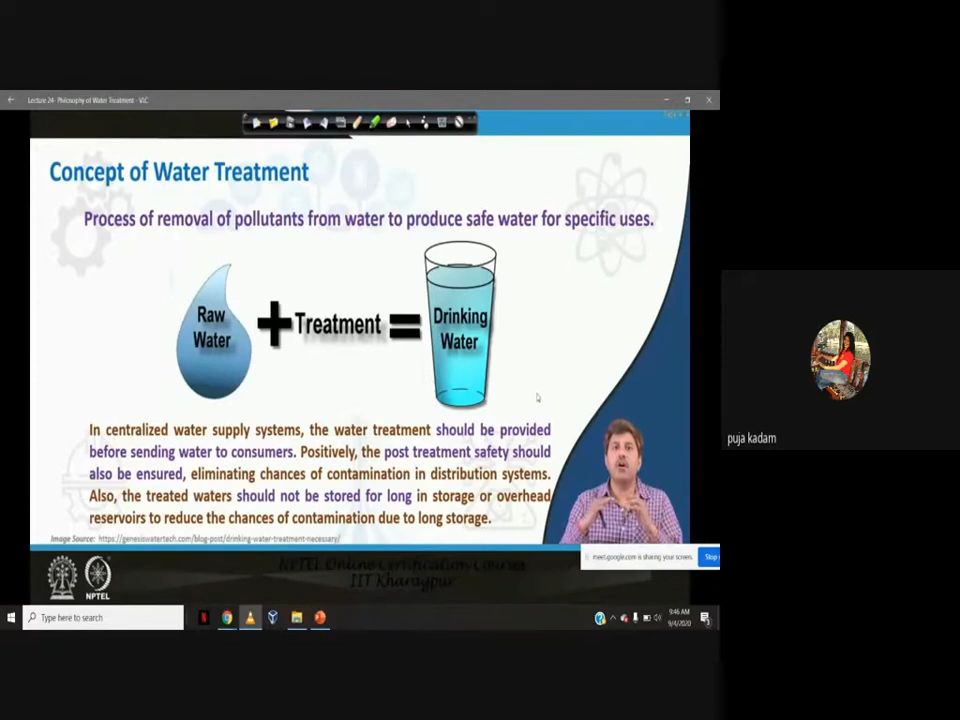 Lecture 24- Philosophy of Water Treatment - VLC
Concept of Water Treatment
Process of removal of pollutants from water to produce safe water for specific uses.
Raw
Water
Treatment
Drinking
Water
In centralized water supply systems, the water treatment should be provided
before sending water to consumers. Positively, the post treatment safety should
also be ensured, eliminating chances of contamination in distribution systems.
Also, the treated waters should not be stored for long in storage or overhead
reservoirs to reduce the chances of contamination due to long storage.
Image Source: https://genesiswatertech.com/blog-post/drinking-water-treatment-necessary/
puja kadam
meet.google.com is sharing your screen.
Stop
NPTEL
NPTEL Online Certification Courses
IIT Kharagpur
Type here to search
9:46 AM
9/4/2020